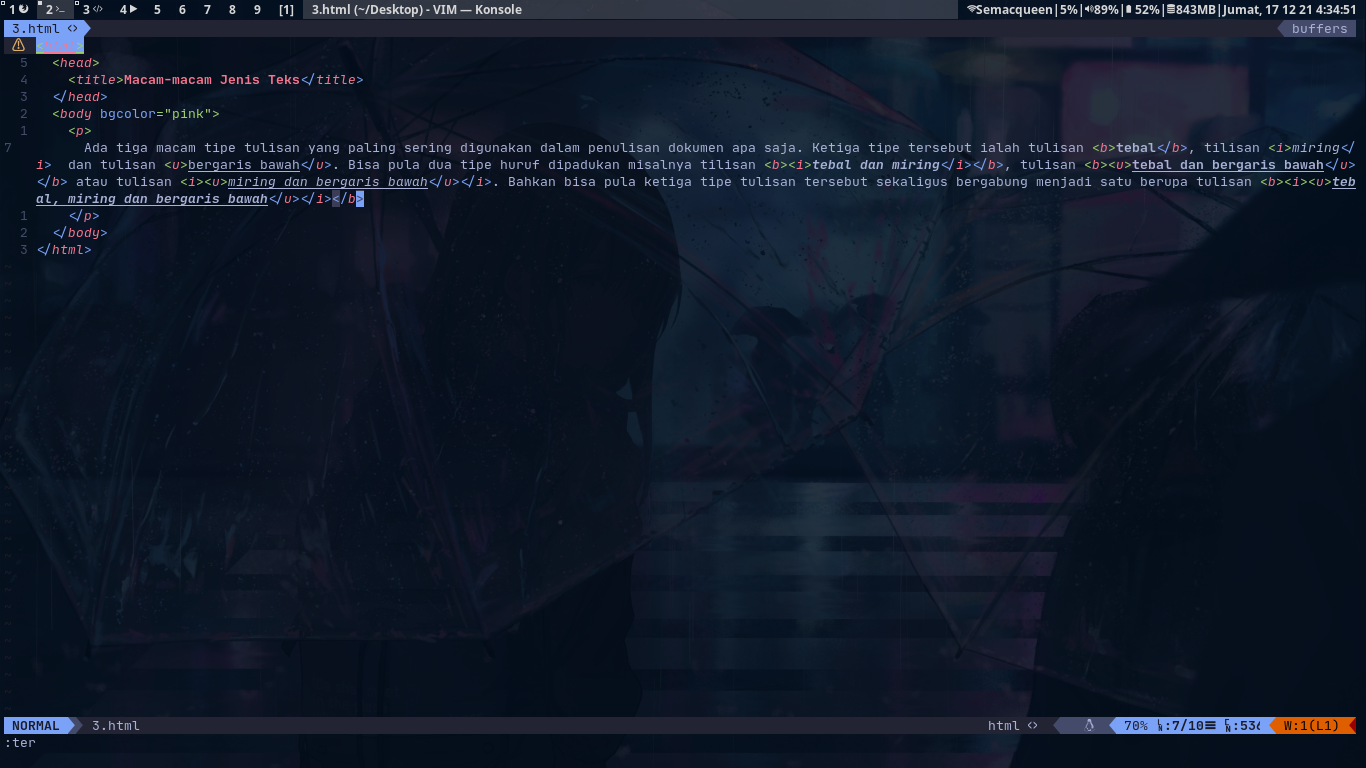 1 2 3 4 5 6 7 8 9 [1] 3.html (~/Desktop) - VIM — Konsole Semacqueen|5%|89%| 52%|843MB|Jumat, 17 12 21 4:34:51
3.html <> buffers
5 <head>
4 <title>Macam-macam Jenis Teks</title>
3 </head>
2 <body bgcolor="pink">
1 <p>
7 Ada tiga macam tipe tulisan yang paling sering digunakan dalam penulisan dokumen apa saja. Ketiga tipe tersebut ialah tulisan <b>tebal</b>, tilisan <i>miring</
i> dan tulisan <u>bergaris bawah</u>. Bisa pula dua tipe huruf dipadukan misalnya tilisan <b><i>tebal dan miring</i></b>, tulisan <b><u>tebal dan bergaris bawah</u>
</b> atau tulisan <i><u>miring dan bergaris bawah</u></i>. Bahkan bisa pula ketiga tipe tulisan tersebut sekaligus bergabung menjadi satu berupa tulisan <b><i><u>teb
al, miring dan bergaris bawah</u></i></b>
1 </p>
2 </body>
3 </html>
NORMAL 3.html html <> 70% :7/10 :536 W:1(L1)
:ter